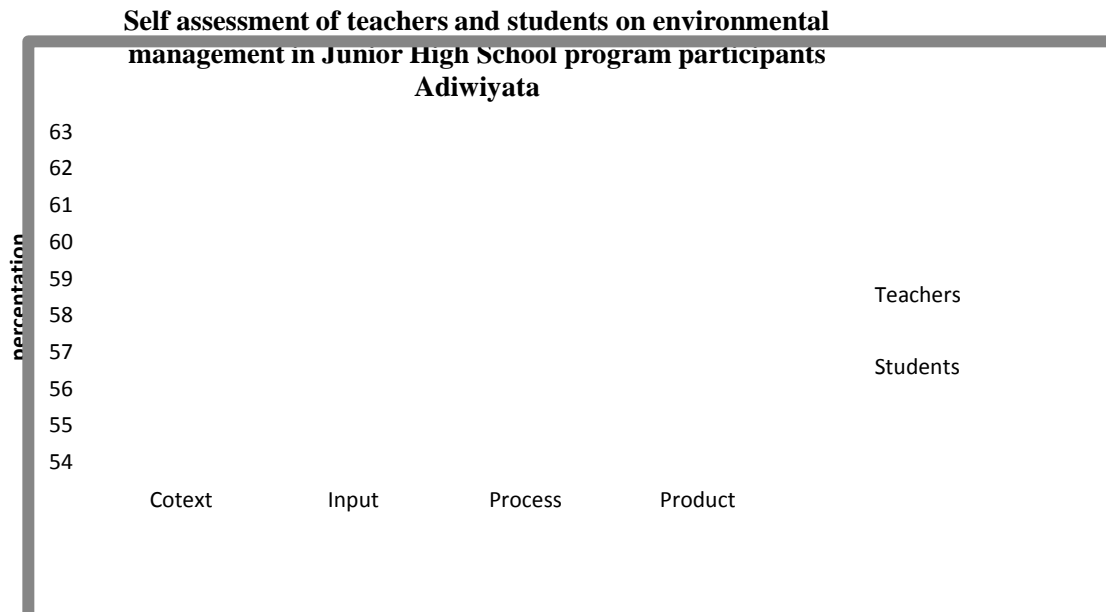 Self assessment of teachers and students on environmental
management in Junior High School program participants
Adiwiyata
63
62
61
60
59
58
57
56
55
54
percentation
Cotext
Input
Process
Product
Teachers
Students